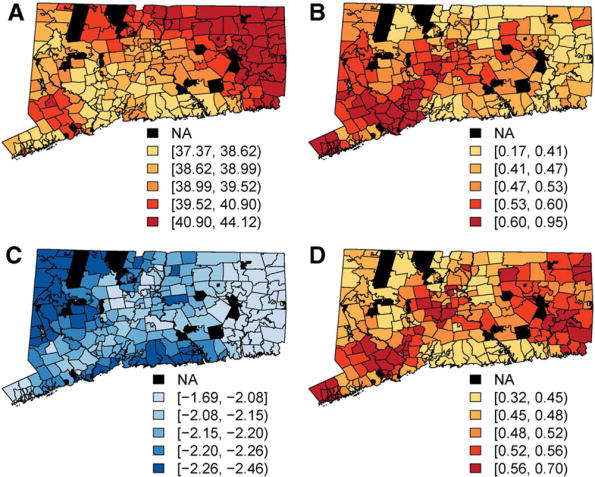 A
B
NA
[37.37, 38.62)
[38.62, 38.99)
[38.99, 39.52)
[39.52, 40.90)
[40.90, 44.12)
NA
[0.17, 0.41)
[0.41, 0.47)
[0.47, 0.53)
[0.53, 0.60)
[0.60, 0.95)
C
D
NA
[−1.69, −2.08)
[−2.08, −2.15)
[−2.15, −2.20)
[−2.20, −2.26)
[−2.26, −2.46)
NA
[0.32, 0.45)
[0.45, 0.48)
[0.48, 0.52)
[0.52, 0.56)
[0.56, 0.70)